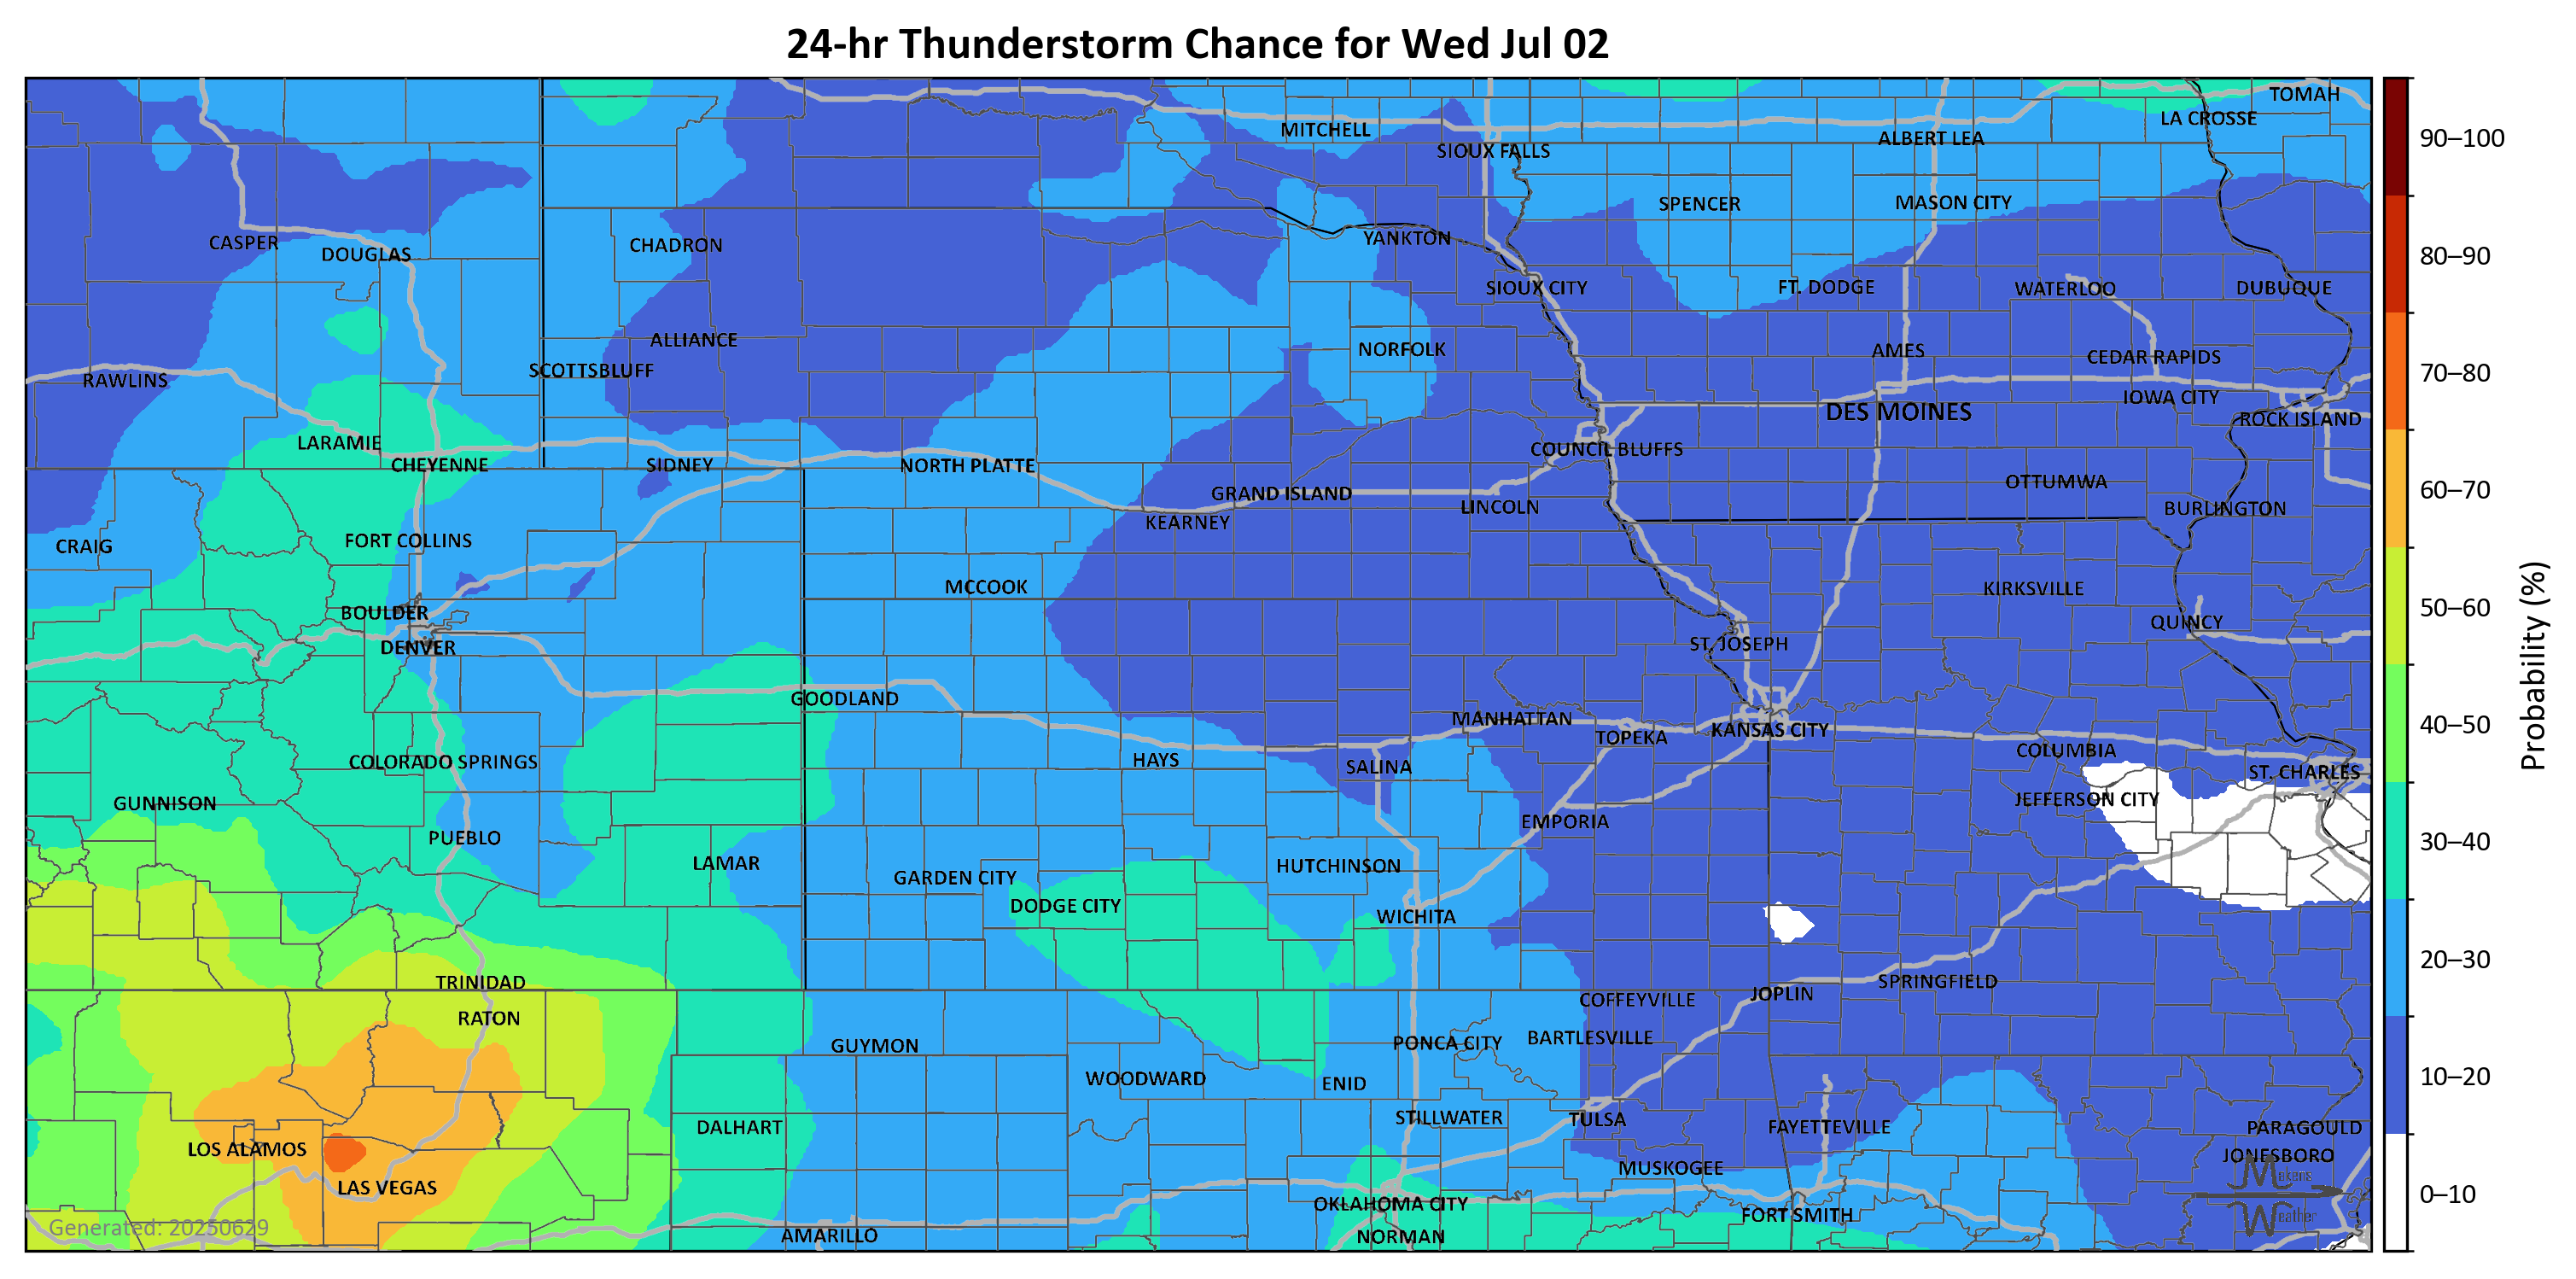 24-hr Thunderstorm Chance for Wed Jul 02
TOMAH
LA CROSSE
MITCHELL
ALBERT LEA
SIOUX FALLS
SPENCER
MASON CITY
CASPER
DOUGLAS
CHADRON
YANKTON
SIOUX CITY
FT. DODGE
WATERLOO
DUBUQUE
ALLIANCE
NORFOLK
AMES
CEDAR RAPIDS
SCOTTSBLUFF
RAWLINS
IOWA CITY
DES MOINES
ROCK ISLAND
LARAMIE
COUNCIL BLUFFS
CHEYENNE
SIDNEY
NORTH PLATTE
OTTUMWA
GRAND ISLAND
LINCOLN
BURLINGTON
KEARNEY
CRAIG
FORT COLLINS
MCCOOK
KIRKSVILLE
BOULDER
QUINCY
DENVER
ST. JOSEPH
GOODLAND
MANHATTAN
KANSAS CITY
TOPEKA
COLUMBIA
COLORADO SPRINGS
HAYS
SALINA
ST. CHARLES
GUNNISON
JEFFERSON CITY
PUEBLO
EMPORIA
LAMAR
HUTCHINSON
GARDEN CITY
DODGE CITY
WICHITA
TRINIDAD
SPRINGFIELD
JOPLIN
COFFEYVILLE
RATON
BARTLESVILLE
GUYMON
PONCA CITY
WOODWARD
ENID
STILLWATER
TULSA
DALHART
FAYETTEVILLE
PARAGOULD
LOS ALAMOS
JONESBORO
MUSKOGEE
LAS VEGAS
OKLAHOMA CITY
FORT SMITH
AMARILLO
NORMAN
Generated: 20250629
Mekens
Weather
90–100
80–90
70–80
60–70
50–60
40–50
30–40
20–30
10–20
0–10
Probability (%)